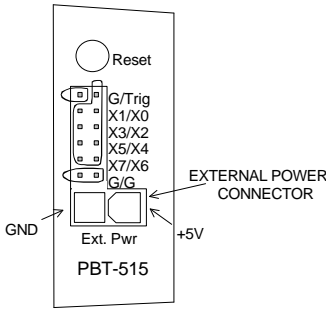 Reset
G/Trig
X1/X0
X3/X2
X5/X4
X7/X6
G/G
EXTERNAL POWER
CONNECTOR
GND
+5V
Ext. Pwr
PBT-515